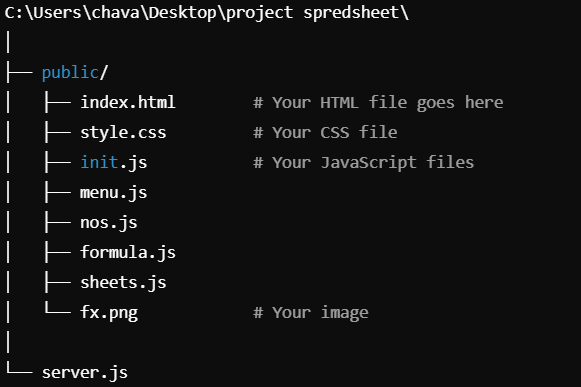 C:\Users\chava\Desktop\project spredsheet\
│
├── public/
│   ├── index.html        # Your HTML file goes here
│   ├── style.css         # Your CSS file
│   ├── init.js           # Your JavaScript files
│   ├── menu.js
│   ├── nos.js
│   ├── formula.js
│   ├── sheets.js
│   └── fx.png            # Your image
│
└── server.js